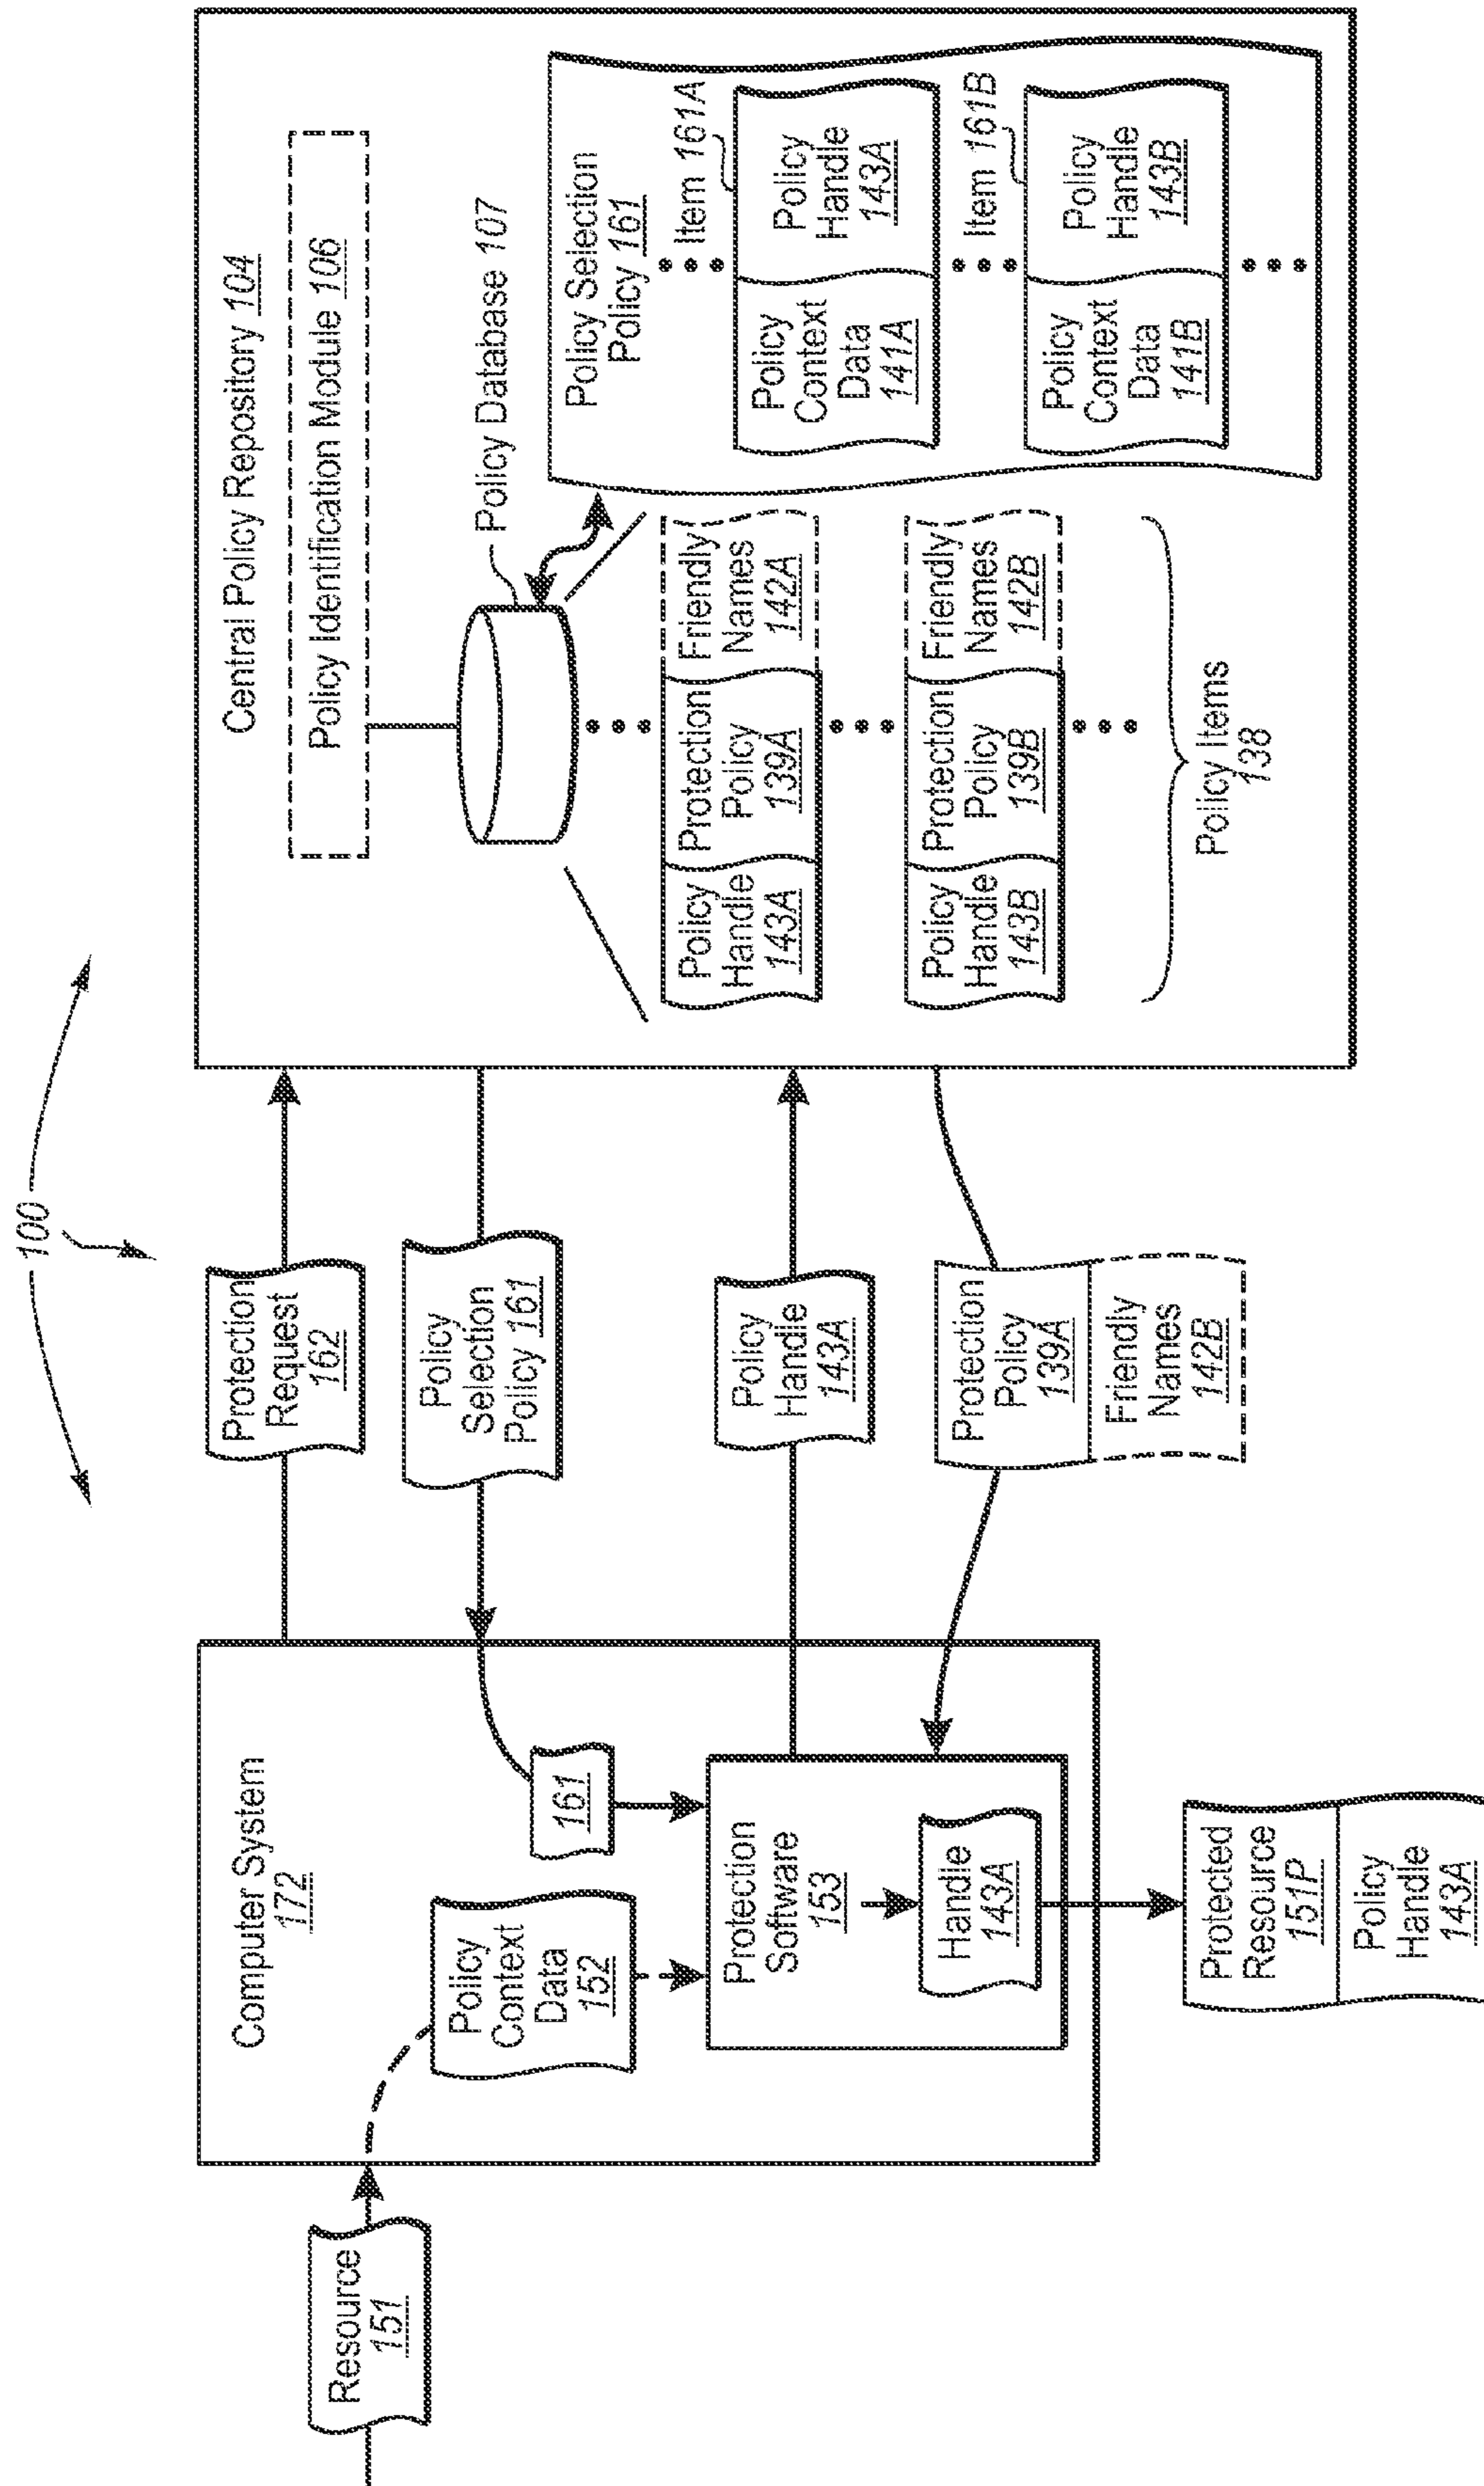 100
Resource
151
Computer System
172
Policy
Context
Data
152
161
Protection
Software
153
Handle
143A
Protected
Resource
151P
Policy
Handle
143A
Protection
Request
162
Policy
Selection
Policy 161
Policy
Handle
143A
Protection
Policy
139A
Friendly
Names
142B
Central Policy Repository 104
Policy Identification Module 106
Policy Database 107
Policy
Handle
143A
Protection
Policy
139A
Friendly
Names
142A
Policy
Handle
143B
Protection
Policy
139B
Friendly
Names
142B
Policy Items
138
Policy Selection
Policy 161
Item 161A
Policy
Context
Data
141A
Policy
Handle
143A
Item 161B
Policy
Context
Data
141B
Policy
Handle
143B